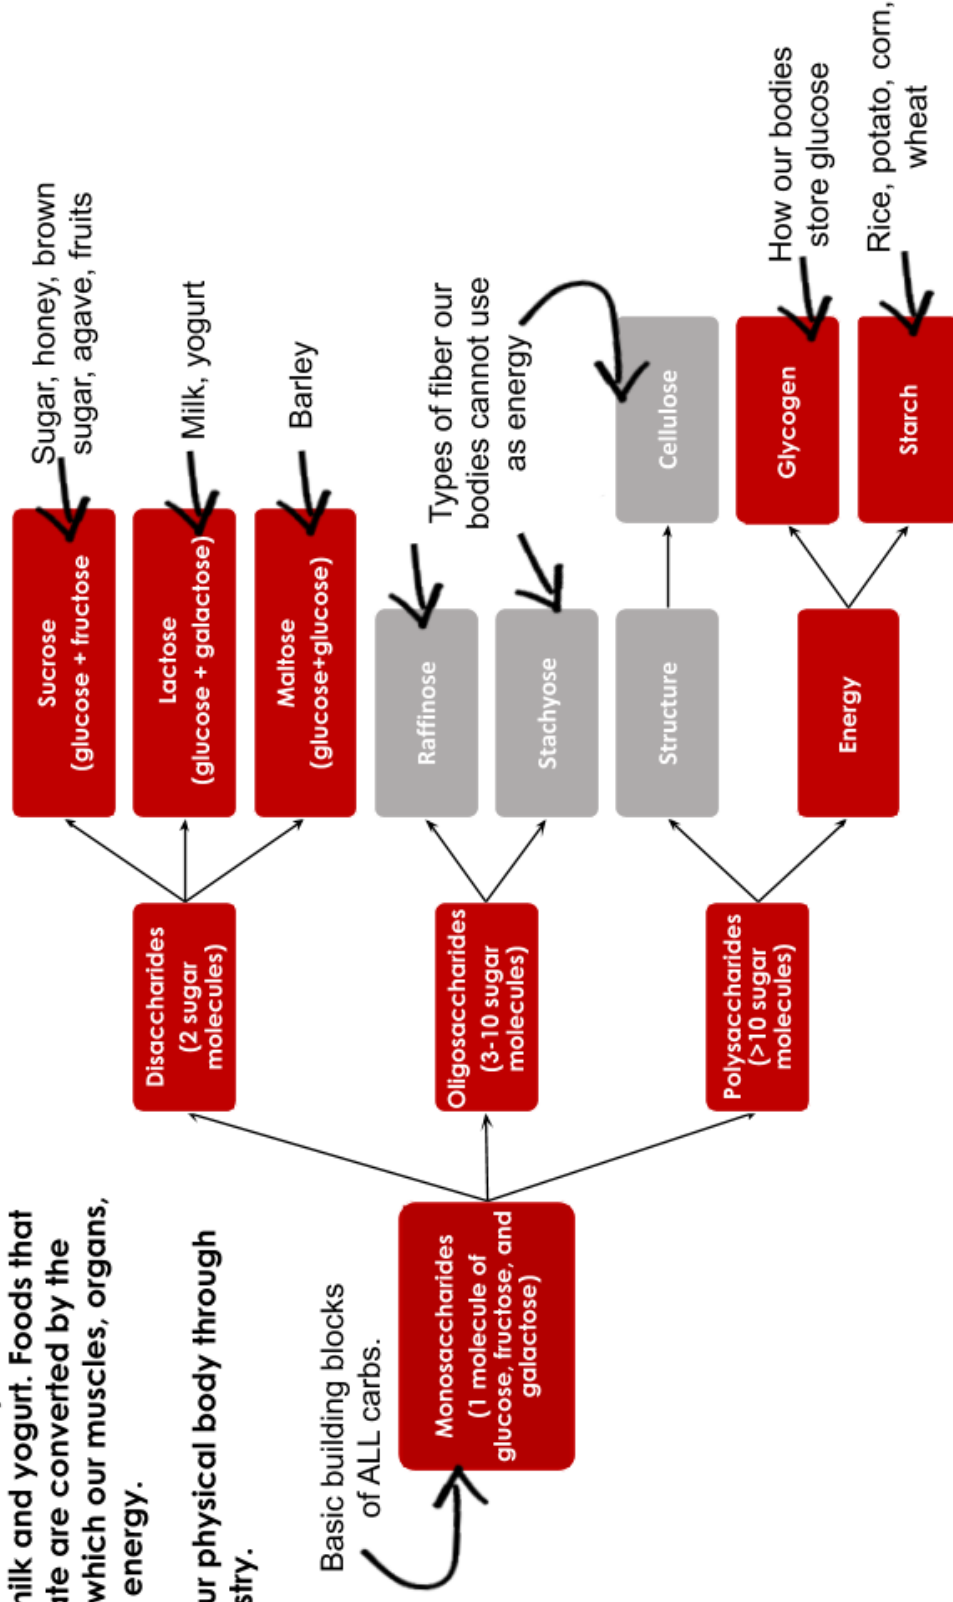 milk and yogurt. Foods that
are converted by the
which our muscles, organs,
energy.
physical body through
Basic building blocks
of ALL carbs.
Monosaccharides
(1 molecule of
glucose, fructose, and
galactose)
Disaccharides
(2 sugar
molecules)
Oligosaccharides
(3-10 sugar
molecules)
Polysaccharides
(>10 sugar
molecules)
Sucrose
(glucose + fructose
Lactose
(glucose + galactose)
Maltose
(glucose+glucose)
Raffinose
Stachyose
Structure
Energy
Cellulose
Glycogen
Starch
Sugar, honey, brown
sugar, agave, fruits
Milk, yogurt
Barley
Types of fiber our
bodies cannot use
as energy
How our bodies
store glucose
Rice, potato, corn,
wheat